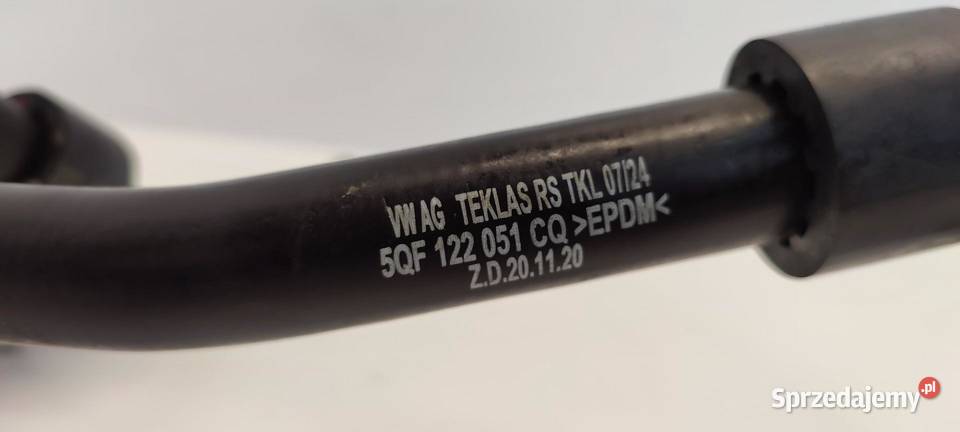 VW AG TEKLAS RS TKL 07/24
5QF 122 051 CQ >EPDM<
Z.D.20.11.20
Sprzedajemy.pl